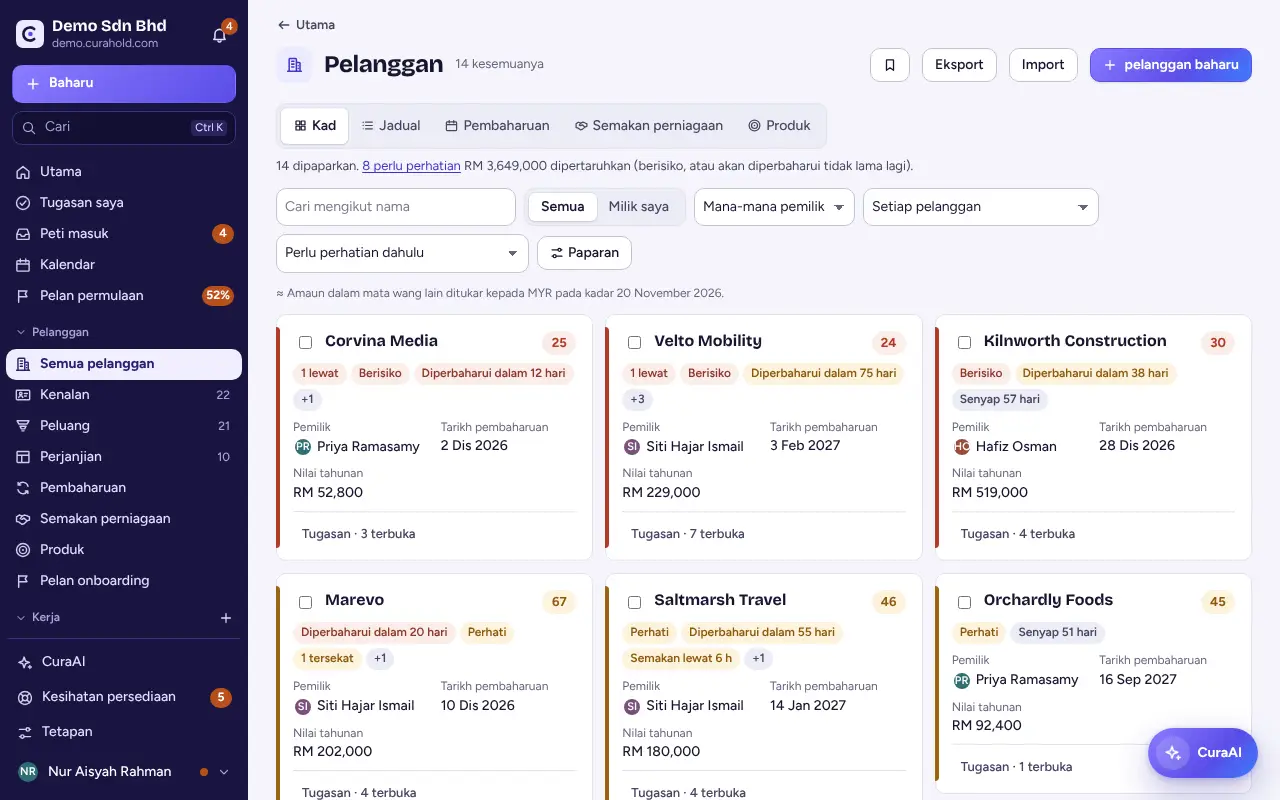 Demo Sdn Bhd
demo.curahold.com
4
Baharu
Cari
Ctrl K
Utama
Tugasan saya
Peti masuk
4
Kalendar
Pelan permulaan
52%
Pelanggan
Semua pelanggan
Kenalan
22
Peluang
21
Perjanjian
10
Pembaharuan
Semakan perniagaan
Produk
Pelan onboarding
Kerja
CuraAI
Kesihatan persediaan
5
Tetapan
NR
Nur Aisyah Rahman
← Utama
Pelanggan
14 kesemuanya
Eksport
Import
pelanggan baharu
Kad
Jadual
Pembaharuan
Semakan perniagaan
Produk
14 dipaparkan. 8 perlu perhatian RM 3,649,000 dipertaruhkan (berisiko, atau akan diperbaharui tidak lama lagi).
Cari mengikut nama
Semua
Milik saya
Mana-mana pemilik
Setiap pelanggan
Perlu perhatian dahulu
Paparan
≈ Amaun dalam mata wang lain ditukar kepada MYR pada kadar 20 November 2026.
Corvina Media
25
1 lewat
Berisiko
Diperbaharui dalam 12 hari
+1
Pemilik
Tarikh pembaharuan
PR
Priya Ramasamy
2 Dis 2026
Nilai tahunan
RM 52,800
Tugasan · 3 terbuka
Velto Mobility
24
1 lewat
Berisiko
Diperbaharui dalam 75 hari
+3
Pemilik
Tarikh pembaharuan
SI
Siti Hajar Ismail
3 Feb 2027
Nilai tahunan
RM 229,000
Tugasan · 7 terbuka
Kilnworth Construction
30
Berisiko
Diperbaharui dalam 38 hari
Senyap 57 hari
Pemilik
Tarikh pembaharuan
HO
Hafiz Osman
28 Dis 2026
Nilai tahunan
RM 519,000
Tugasan · 4 terbuka
Marevo
67
Diperbaharui dalam 20 hari
Perhati
1 tersekat
+1
Pemilik
Tarikh pembaharuan
SI
Siti Hajar Ismail
10 Dis 2026
Nilai tahunan
RM 202,000
Tugasan · 4 terbuka
Saltmarsh Travel
46
Perhati
Diperbaharui dalam 55 hari
Semakan lewat 6 h
+1
Pemilik
Tarikh pembaharuan
SI
Siti Hajar Ismail
14 Jan 2027
Nilai tahunan
RM 180,000
Tugasan · 4 terbuka
Orchardly Foods
45
Perhati
Senyap 51 hari
Pemilik
Tarikh pembaharuan
PR
Priya Ramasamy
16 Sep 2027
Nilai tahunan
RM 92,400
Tugasan · 1 terbuka
CuraAI